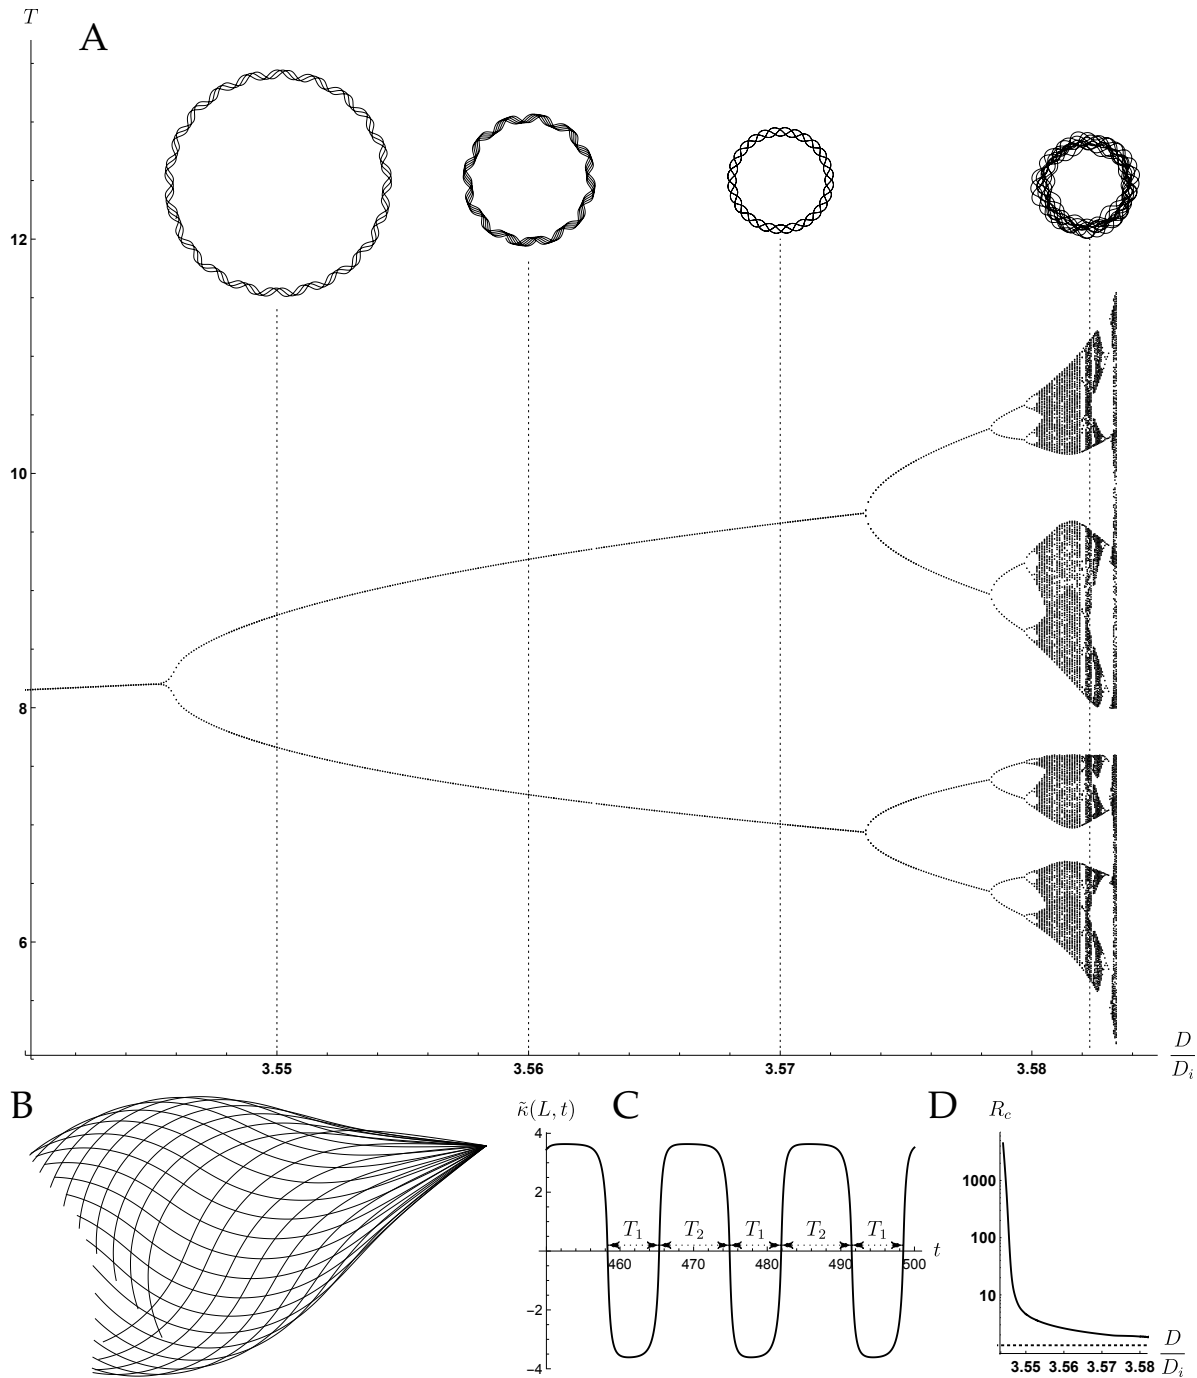 T
A
12
10
8
6
3.55 3.56 3.57 3.58
D
D_i
B
κ̃(L, t)
C
D
R_c
4
2
−2
−4
T_1 T_2 T_1 T_2 T_1
t
460 470 480 490 500
1000
100
10
3.55 3.56 3.57 3.58
D
D_i